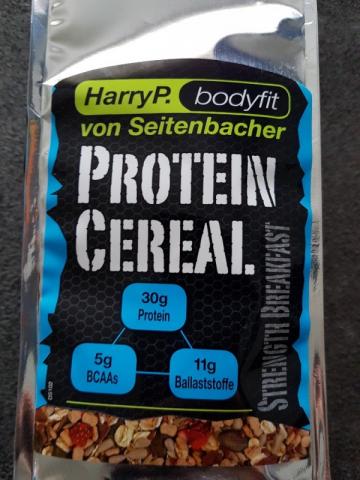 HarryP. bodyfit
von Seitenbacher
PROTEIN
CEREAL
STRENGTH BREAKFAST
30g
Protein
5g
BCAAs
11g
Ballaststoffe